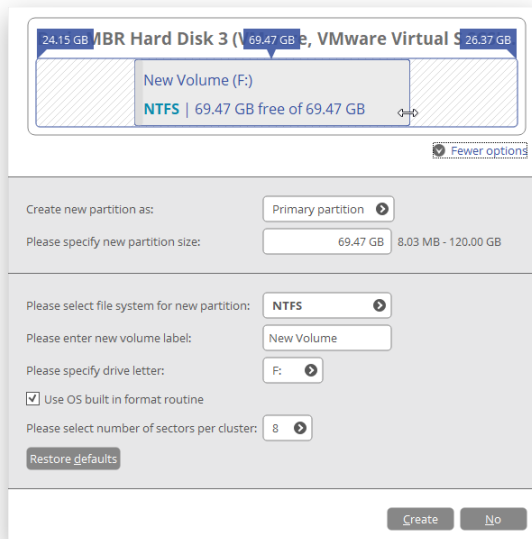 24.15 GB MBR Hard Disk 3 ( 69.47 GB e, VMware Virtual S 26.37 GB
New Volume (F:)
NTFS | 69.47 GB free of 69.47 GB
Fewer options
Create new partition as: Primary partition
Please specify new partition size: 69.47 GB 8.03 MB - 120.00 GB
Please select file system for new partition: NTFS
Please enter new volume label: New Volume
Please specify drive letter: F:
Use OS built in format routine
Please select number of sectors per cluster: 8
Restore defaults
Create No